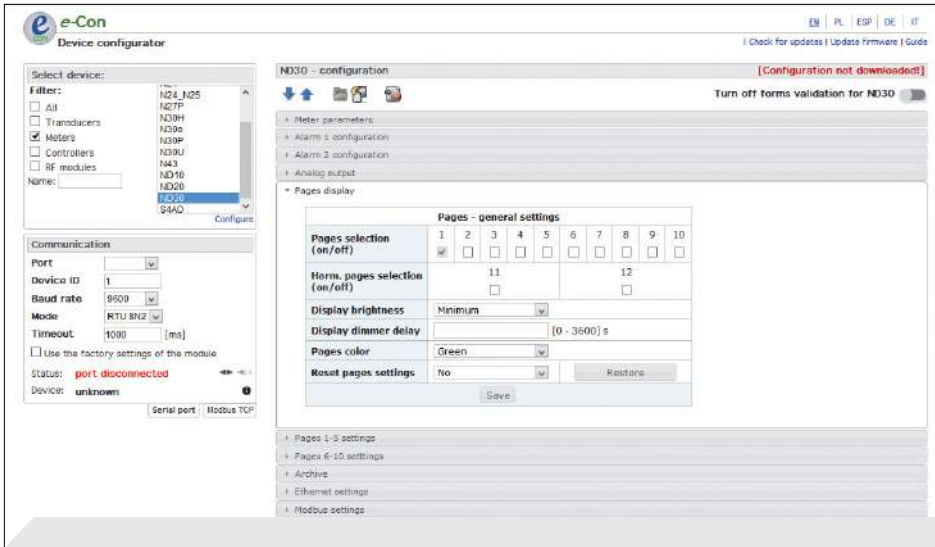 e-Con
Device configurator
EN | PL | ESP | DE | IT
| Check for updates | Update firmware | Guide
Select device:
Filter:
All
Transducers
Meters
Controllers
RF modules
Name:
N24_N25
N27P
N30H
N30o
N30P
N30U
N43
ND10
ND20
ND30
S4AO
Configure
Communication
Port
Device ID 1
Baud rate 9600
Mode RTU 8N2
Timeout 1000 [ms]
Use the factory settings of the module
Status: port disconnected
Device: unknown
Serial port Modbus TCP
ND30 - configuration [Configuration not downloaded!]
Turn off forms validation for ND30
Meter parameters
Alarm 1 configuration
Alarm 2 configuration
Analog output
Pages display
Pages - general settings
Pages selection (on/off) 1 2 3 4 5 6 7 8 9 10
Harm. pages selection (on/off) 11 12
Display brightness Minimum
Display dimmer delay [0 - 3600] s
Pages color Green
Reset pages settings No Restore
Save
Pages 1-5 settings
Pages 6-10 setttings
Archive
Ethernet settings
Modbus settings